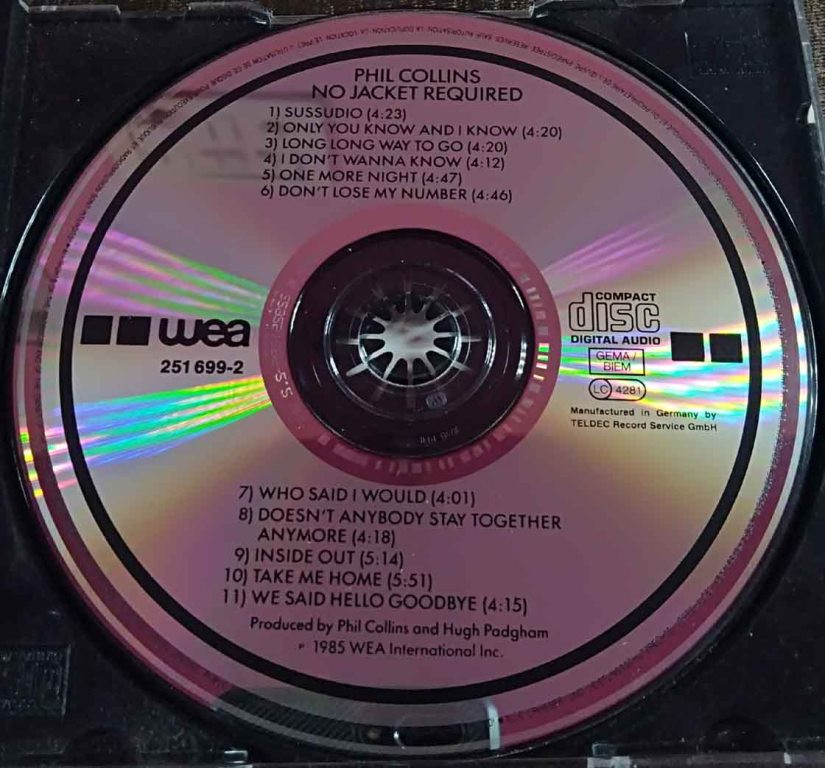 PHIL COLLINS
NO JACKET REQUIRED
1) SUSSUDIO (4:23)
2) ONLY YOU KNOW AND I KNOW (4:20)
3) LONG LONG WAY TO GO (4:20)
4) I DON'T WANNA KNOW (4:12)
5) ONE MORE NIGHT (4:47)
6) DON'T LOSE MY NUMBER (4:46)
wea
251 699-2
COMPACT
disc
DIGITAL AUDIO
GEMA/
BIEM
LC 4281
Manufactured in Germany by
TELDEC Record Service GmbH
7) WHO SAID I WOULD (4:01)
8) DOESN'T ANYBODY STAY TOGETHER
ANYMORE (4:18)
9) INSIDE OUT (5:14)
10) TAKE ME HOME (5:51)
11) WE SAID HELLO GOODBYE (4:15)
Produced by Phil Collins and Hugh Padgham
℗ 1985 WEA International Inc.